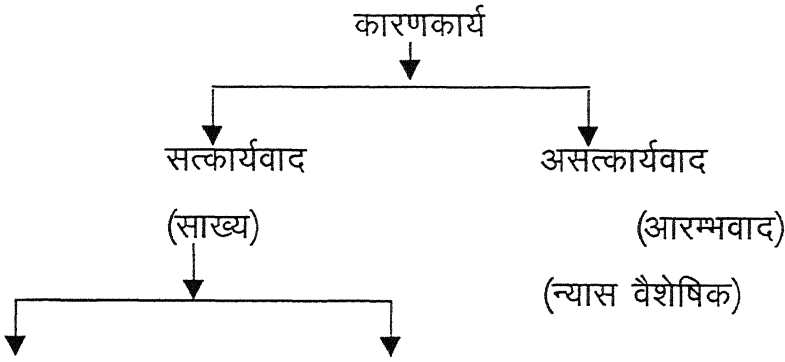 कारणकार्य
सत्कार्यवाद असत्कार्यवाद
(साख्य) (आरम्भवाद)
(न्यास वैशेषिक)